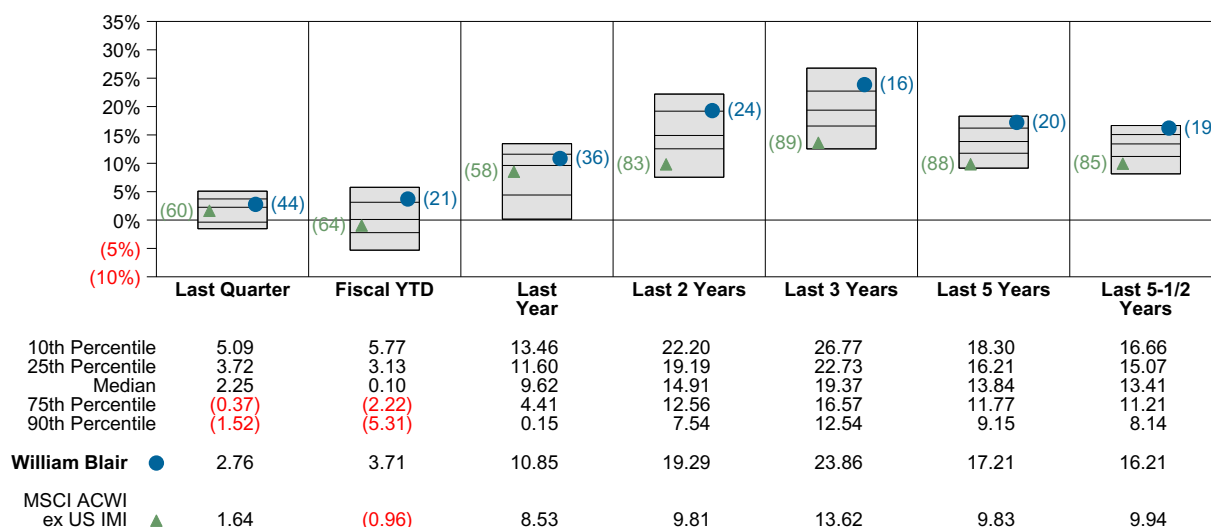 35%
30%
25%
20%
15%
10%
5%
0%
(5%)
(10%)
(60) (44)
(64) (21)
(58) (36)
(83) (24)
(89) (16)
(88) (20)
(85) (19
Last Quarter Fiscal YTD Last Year Last 2 Years Last 3 Years Last 5 Years Last 5-1/2 Years
10th Percentile 5.09 5.77 13.46 22.20 26.77 18.30 16.66
25th Percentile 3.72 3.13 11.60 19.19 22.73 16.21 15.07
Median 2.25 0.10 9.62 14.91 19.37 13.84 13.41
75th Percentile (0.37) (2.22) 4.41 12.56 16.57 11.77 11.21
90th Percentile (1.52) (5.31) 0.15 7.54 12.54 9.15 8.14
William Blair 2.76 3.71 10.85 19.29 23.86 17.21 16.21
MSCI ACWI
ex US IMI 1.64 (0.96) 8.53 9.81 13.62 9.83 9.94